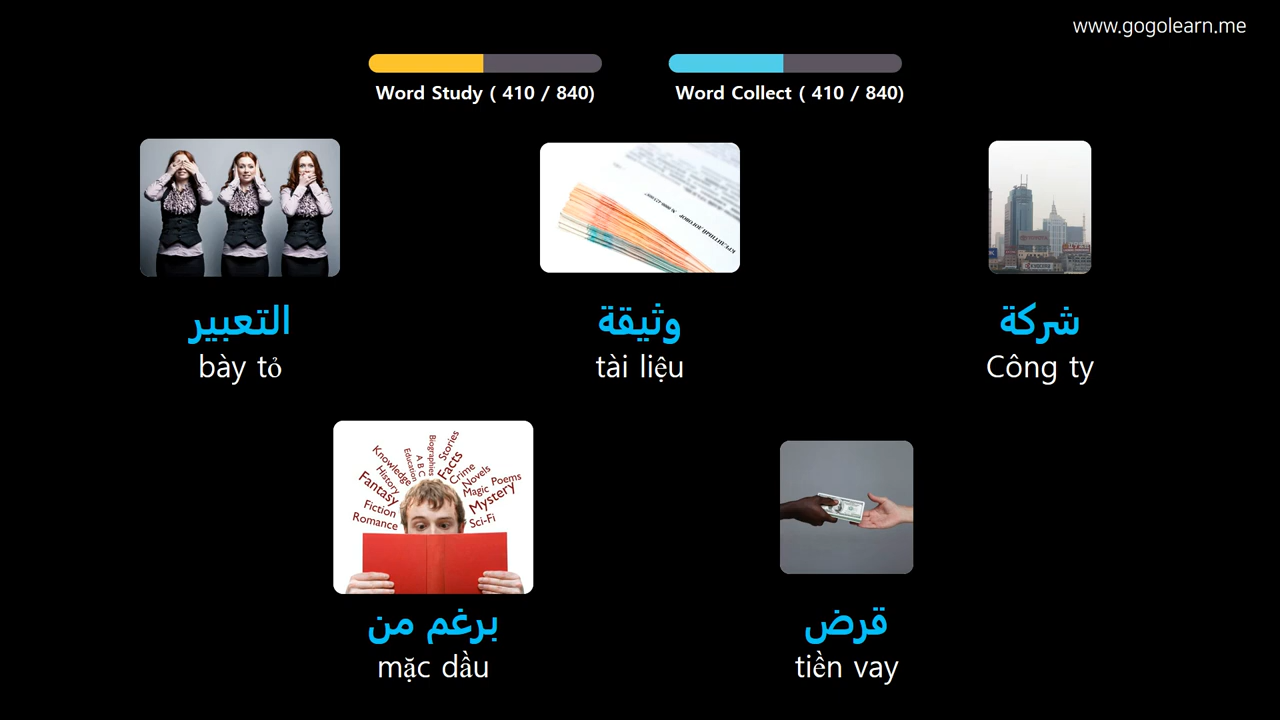 www.gogolearn.me
Word Study ( 410 / 840)
Word Collect ( 410 / 840)
التعبير
bày tỏ
وثيقة
tài liệu
TOYOTA
KYOCERA
شركة
Công ty
Knowledge
History
Fantasy
Fiction
Romance
Education
A B C
Biographies
Stories
Facts
Crime
Novels
Magic
Poems
Mystery
Sci-Fi
برغم من
mặc dầu
قرض
tiền vay